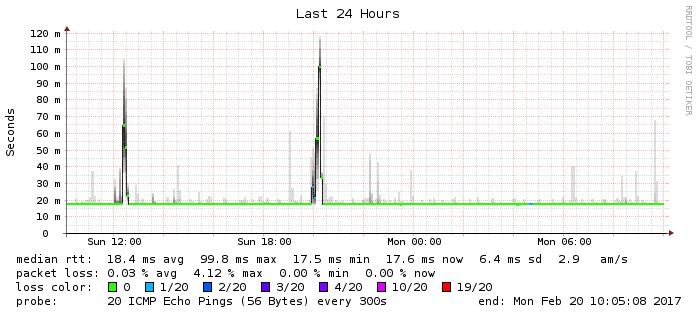 Last 24 Hours
RRDTOOL / TOBI OETIKER
Seconds
120 m
110 m
100 m
90 m
80 m
70 m
60 m
50 m
40 m
30 m
20 m
10 m
0
Sun 12:00 Sun 18:00 Mon 00:00 Mon 06:00
median rtt: 18.4 ms avg 99.8 ms max 17.5 ms min 17.6 ms now 6.4 ms sd 2.9 am/s
packet loss: 0.03 % avg 4.12 % max 0.00 % min 0.00 % now
loss color: 0 1/20 2/20 3/20 4/20 10/20 19/20
probe: 20 ICMP Echo Pings (56 Bytes) every 300s end: Mon Feb 20 10:05:08 2017